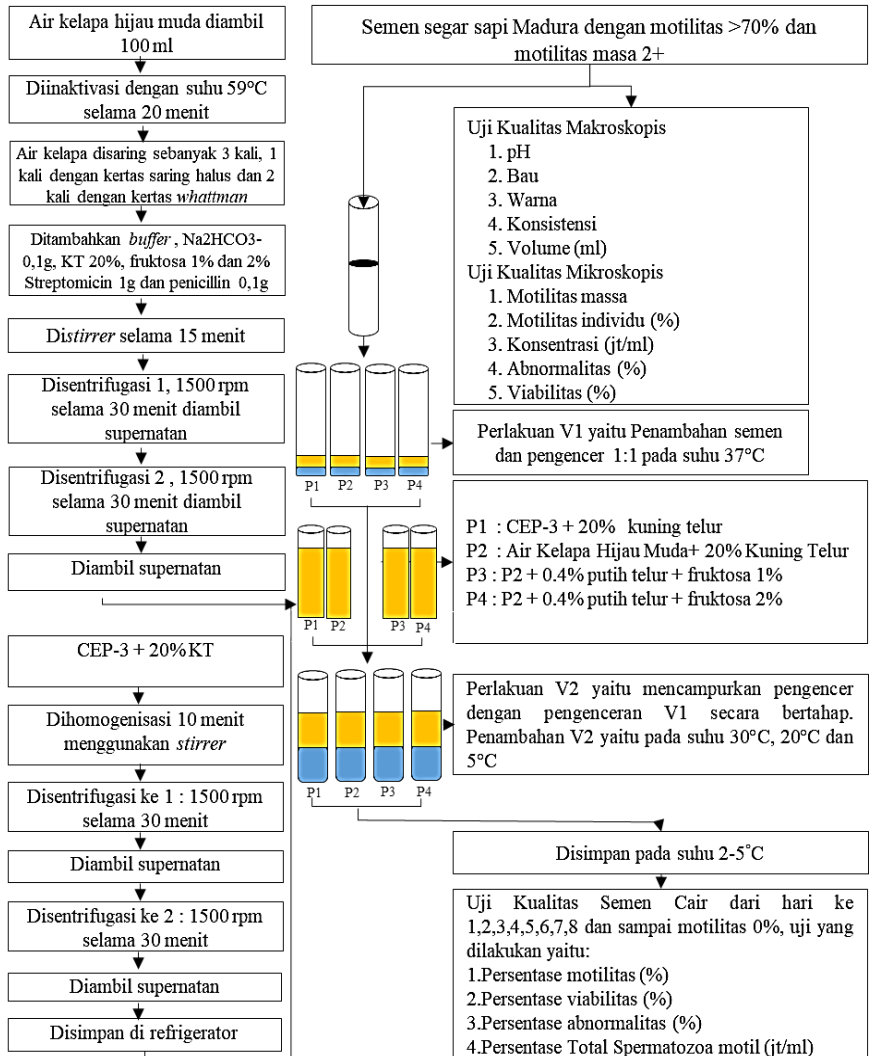 Air kelapa hijau muda diambil
100 ml
Diinaktivasi dengan suhu 59°C
selama 20 menit
Air kelapa disaring sebanyak 3 kali, 1
kali dengan kertas saring halus dan 2
kali dengan kertas whattman
Ditambahkan buffer , Na2HCO3-
0,1g, KT 20%, fruktosa 1% dan 2%
Streptomicin 1g dan penicillin 0,1g
Distirrer selama 15 menit
Disentrifugasi 1, 1500 rpm
selama 30 menit diambil
supernatan
Disentrifugasi 2 , 1500 rpm
selama 30 menit diambil
supernatan
Diambil supernatan
CEP-3 + 20% KT
Dihomogenisasi 10 menit
menggunakan stirrer
Disentrifugasi ke 1 : 1500 rpm
selama 30 menit
Diambil supernatan
Disentrifugasi ke 2 : 1500 rpm
selama 30 menit
Diambil supernatan
Disimpan di refrigerator
Semen segar sapi Madura dengan motilitas >70% dan
motilitas masa 2+
Uji Kualitas Makroskopis
1. pH
2. Bau
3. Warna
4. Konsistensi
5. Volume (ml)
Uji Kualitas Mikroskopis
1. Motilitas massa
2. Motilitas individu (%)
3. Konsentrasi (jt/ml)
4. Abnormalitas (%)
5. Viabilitas (%)
P1 P2 P3 P4
Perlakuan V1 yaitu Penambahan semen
dan pengencer 1:1 pada suhu 37°C
P1 P2 P3 P4
P1 : CEP-3 + 20% kuning telur
P2 : Air Kelapa Hijau Muda+ 20% Kuning Telur
P3 : P2 + 0.4% putih telur + fruktosa 1%
P4 : P2 + 0.4% putih telur + fruktosa 2%
P1 P2 P3 P4
Perlakuan V2 yaitu mencampurkan pengencer
dengan pengenceran V1 secara bertahap.
Penambahan V2 yaitu pada suhu 30°C, 20°C dan
5°C
Disimpan pada suhu 2-5°C
Uji Kualitas Semen Cair dari hari ke
1,2,3,4,5,6,7,8 dan sampai motilitas 0%, uji yang
dilakukan yaitu:
1.Persentase motilitas (%)
2.Persentase viabilitas (%)
3.Persentase abnormalitas (%)
4.Persentase Total Spermatozoa motil (jt/ml)